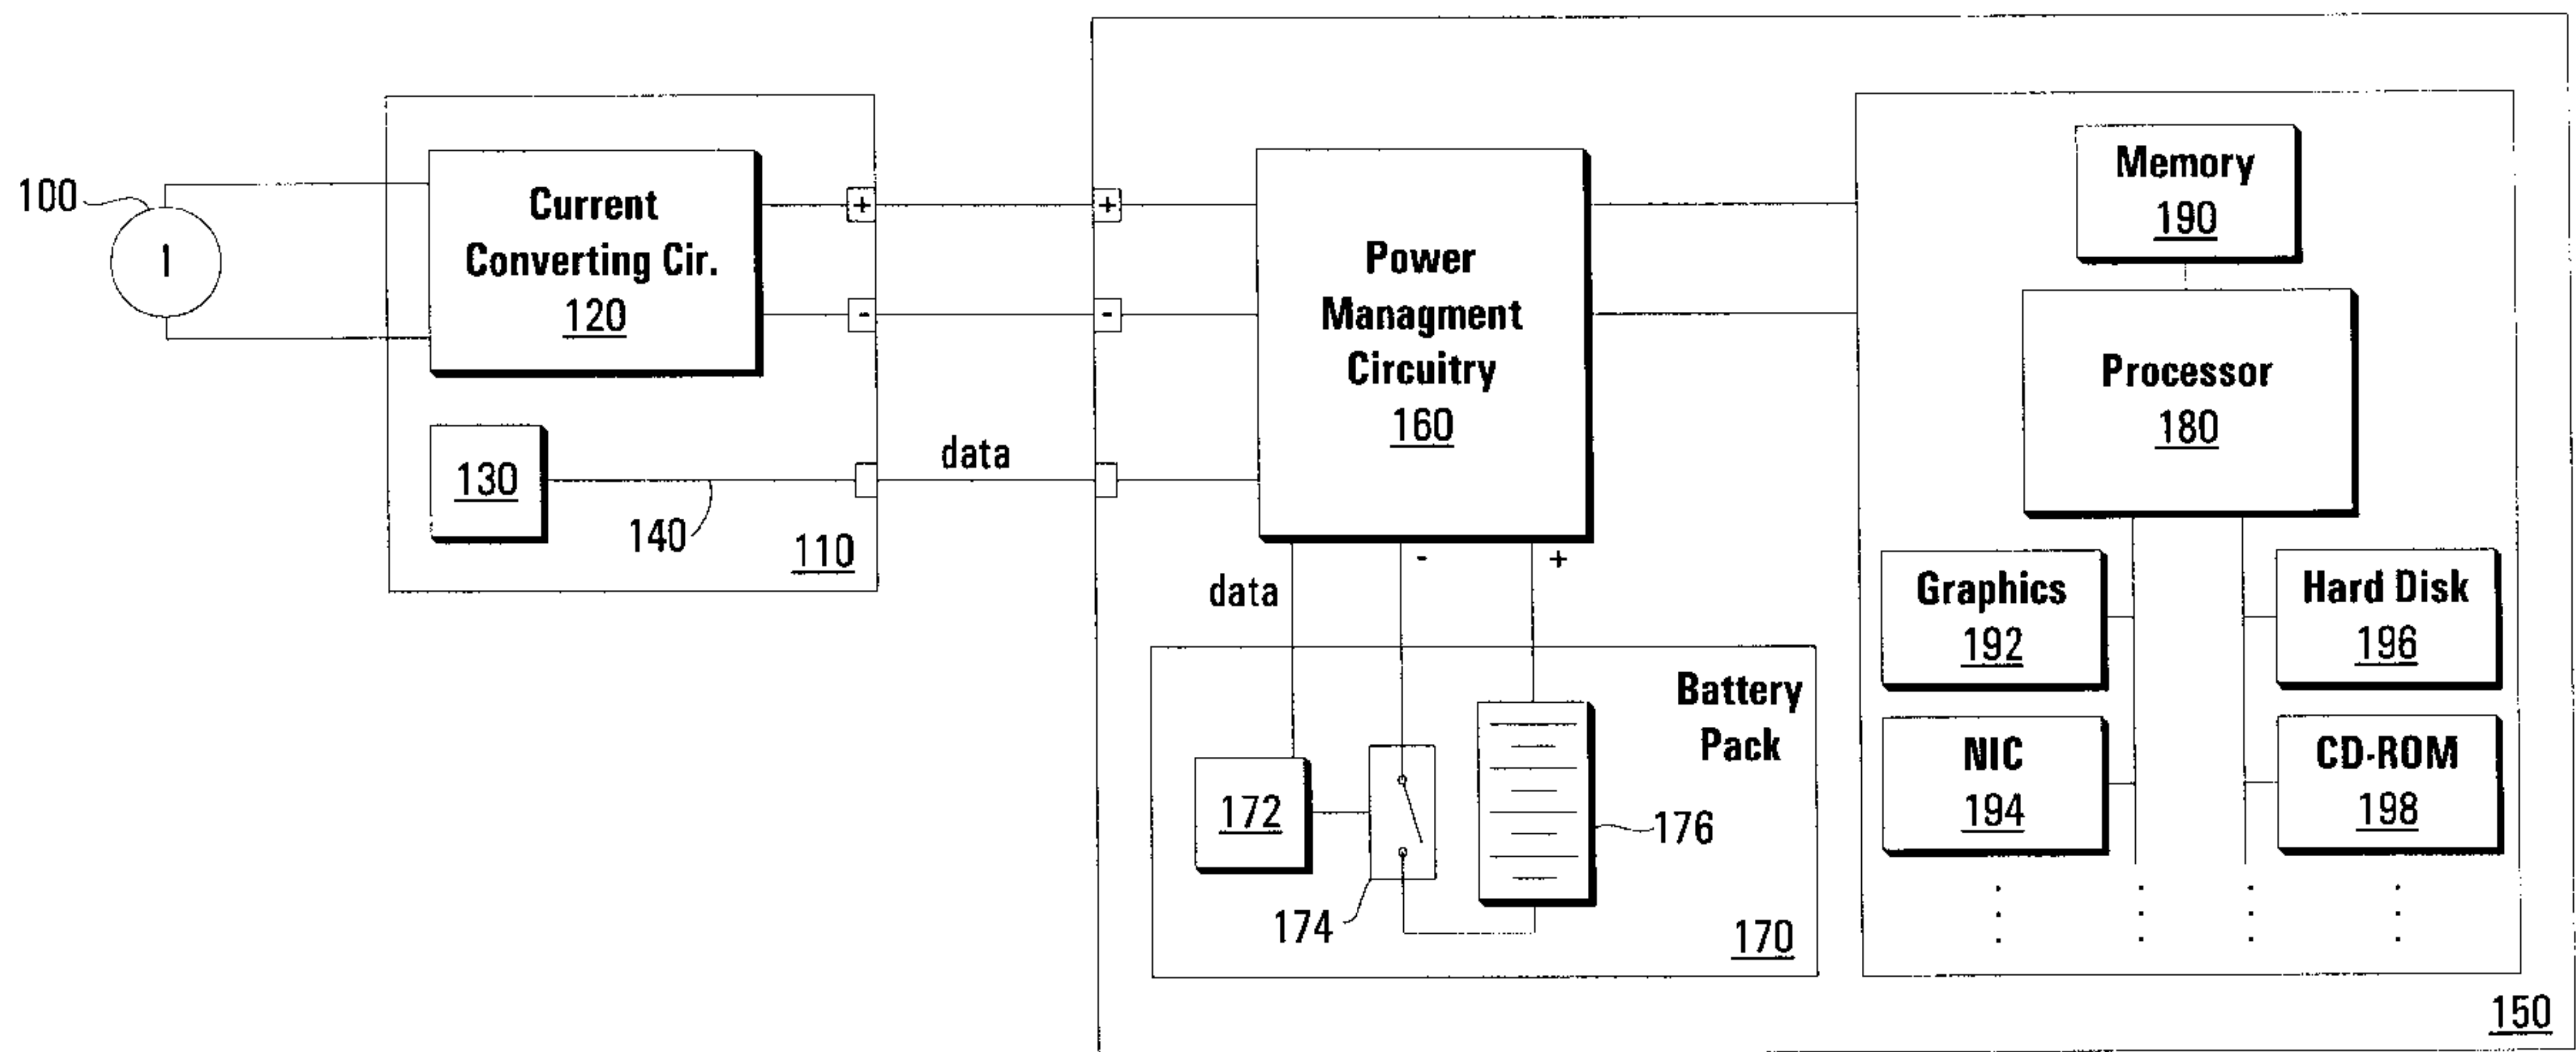 100
1
Current
Converting Cir.
120
+
-
130
140
110
data
+
-
Power
Managment
Circuitry
160
data
-
+
Battery
Pack
172
174
176
170
Memory
190
Processor
180
Graphics
192
Hard Disk
196
NIC
194
CD-ROM
198
150